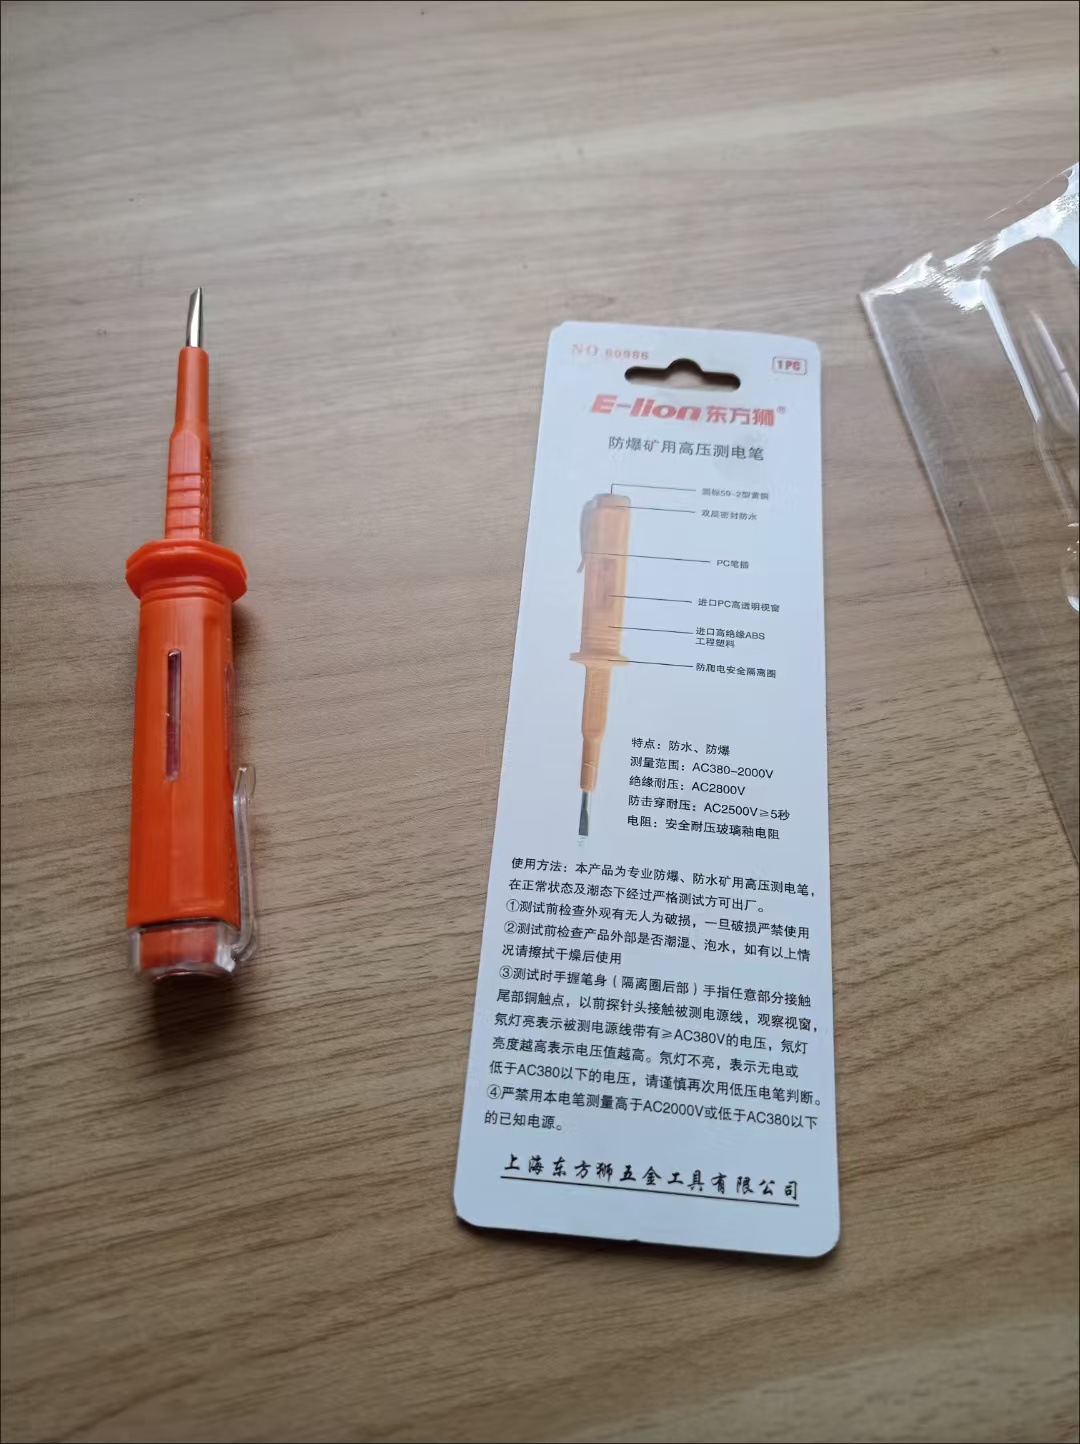 NO.60986
1PC
E-lion 东方狮®
防爆矿用高压测电笔
国标59-2型黄铜
双层密封防水
PC笔插
进口PC高透明视窗
进口高绝缘ABS
工程塑料
防爬电安全隔离圈
特点：防水、防爆
测量范围：AC380-2000V
绝缘耐压：AC2800V
防击穿耐压：AC2500V≥5秒
电阻：安全耐压玻璃釉电阻
使用方法：本产品为专业防爆、防水矿用高压测电笔，
在正常状态及潮态下经过严格测试方可出厂。
①测试前检查外观有无人为破损，一旦破损严禁使用
②测试前检查产品外部是否潮湿、泡水，如有以上情
况请擦拭干燥后使用
③测试时手握笔身（隔离圈后部）手指任意部分接触
尾部铜触点，以前探针头接触被测电源线，观察视窗，
氖灯亮表示被测电源线带有≥AC380V的电压，氖灯
亮度越高表示电压值越高。氖灯不亮，表示无电或
低于AC380以下的电压，请谨慎再次用低压电笔判断。
④严禁用本电笔测量高于AC2000V或低于AC380以下
的已知电源。
上海东方狮五金工具有限公司